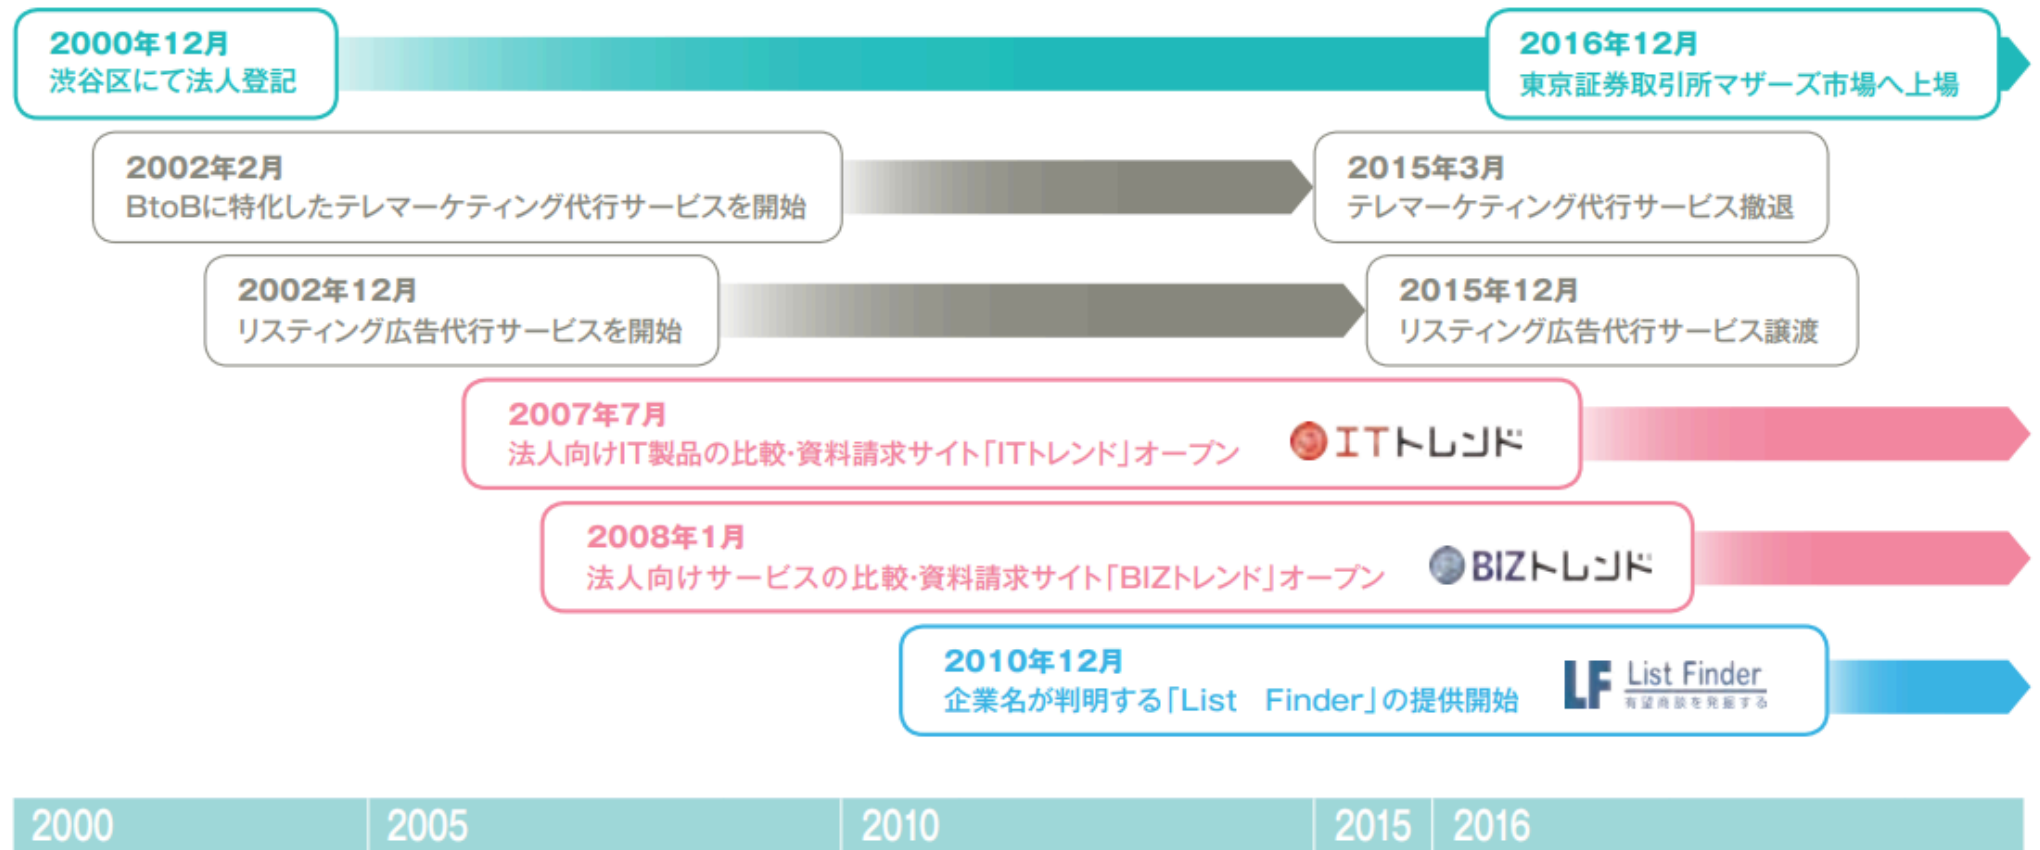 2000年12月
渋谷区にて法人登記
2016年12月
東京証券取引所マザーズ市場へ上場
2002年2月
BtoBに特化したテレマーケティング代行サービスを開始
2015年3月
テレマーケティング代行サービス撤退
2002年12月
リスティング広告代行サービスを開始
2015年12月
リスティング広告代行サービス譲渡
2007年7月
法人向けIT製品の比較・資料請求サイト「ITトレンド」オープン
ITトレンド
2008年1月
法人向けサービスの比較・資料請求サイト「BIZトレンド」オープン
BIZトレンド
2010年12月
企業名が判明する「List　Finder」の提供開始
LF List Finder
有望商談を発掘する
2000 2005 2010 2015 2016